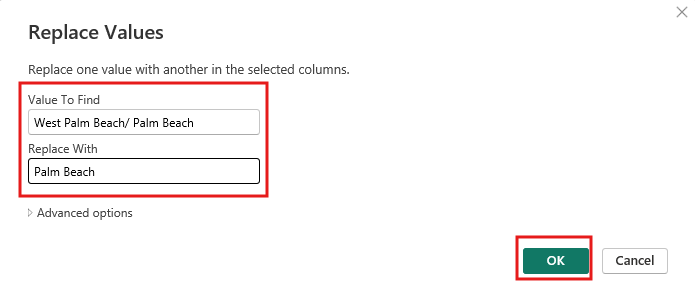 Replace Values
Replace one value with another in the selected columns.
Value To Find
West Palm Beach/ Palm Beach
Replace With
Palm Beach
Advanced options
OK Cancel